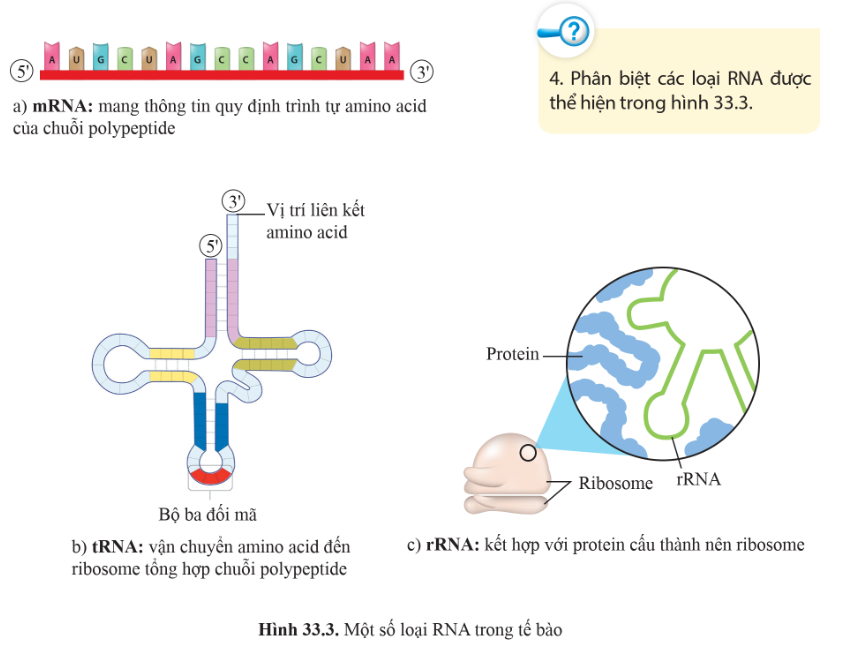 5'
A U G C U A G C C A G C U A A
3'
a) mRNA: mang thông tin quy định trình tự amino acid
của chuỗi polypeptide
?
4. Phân biệt các loại RNA được
thể hiện trong hình 33.3.
3'
Vị trí liên kết
amino acid
5'
Bộ ba đối mã
b) tRNA: vận chuyển amino acid đến
ribosome tổng hợp chuỗi polypeptide
Protein
Ribosome
rRNA
c) rRNA: kết hợp với protein cấu thành nên ribosome
Hình 33.3. Một số loại RNA trong tế bào